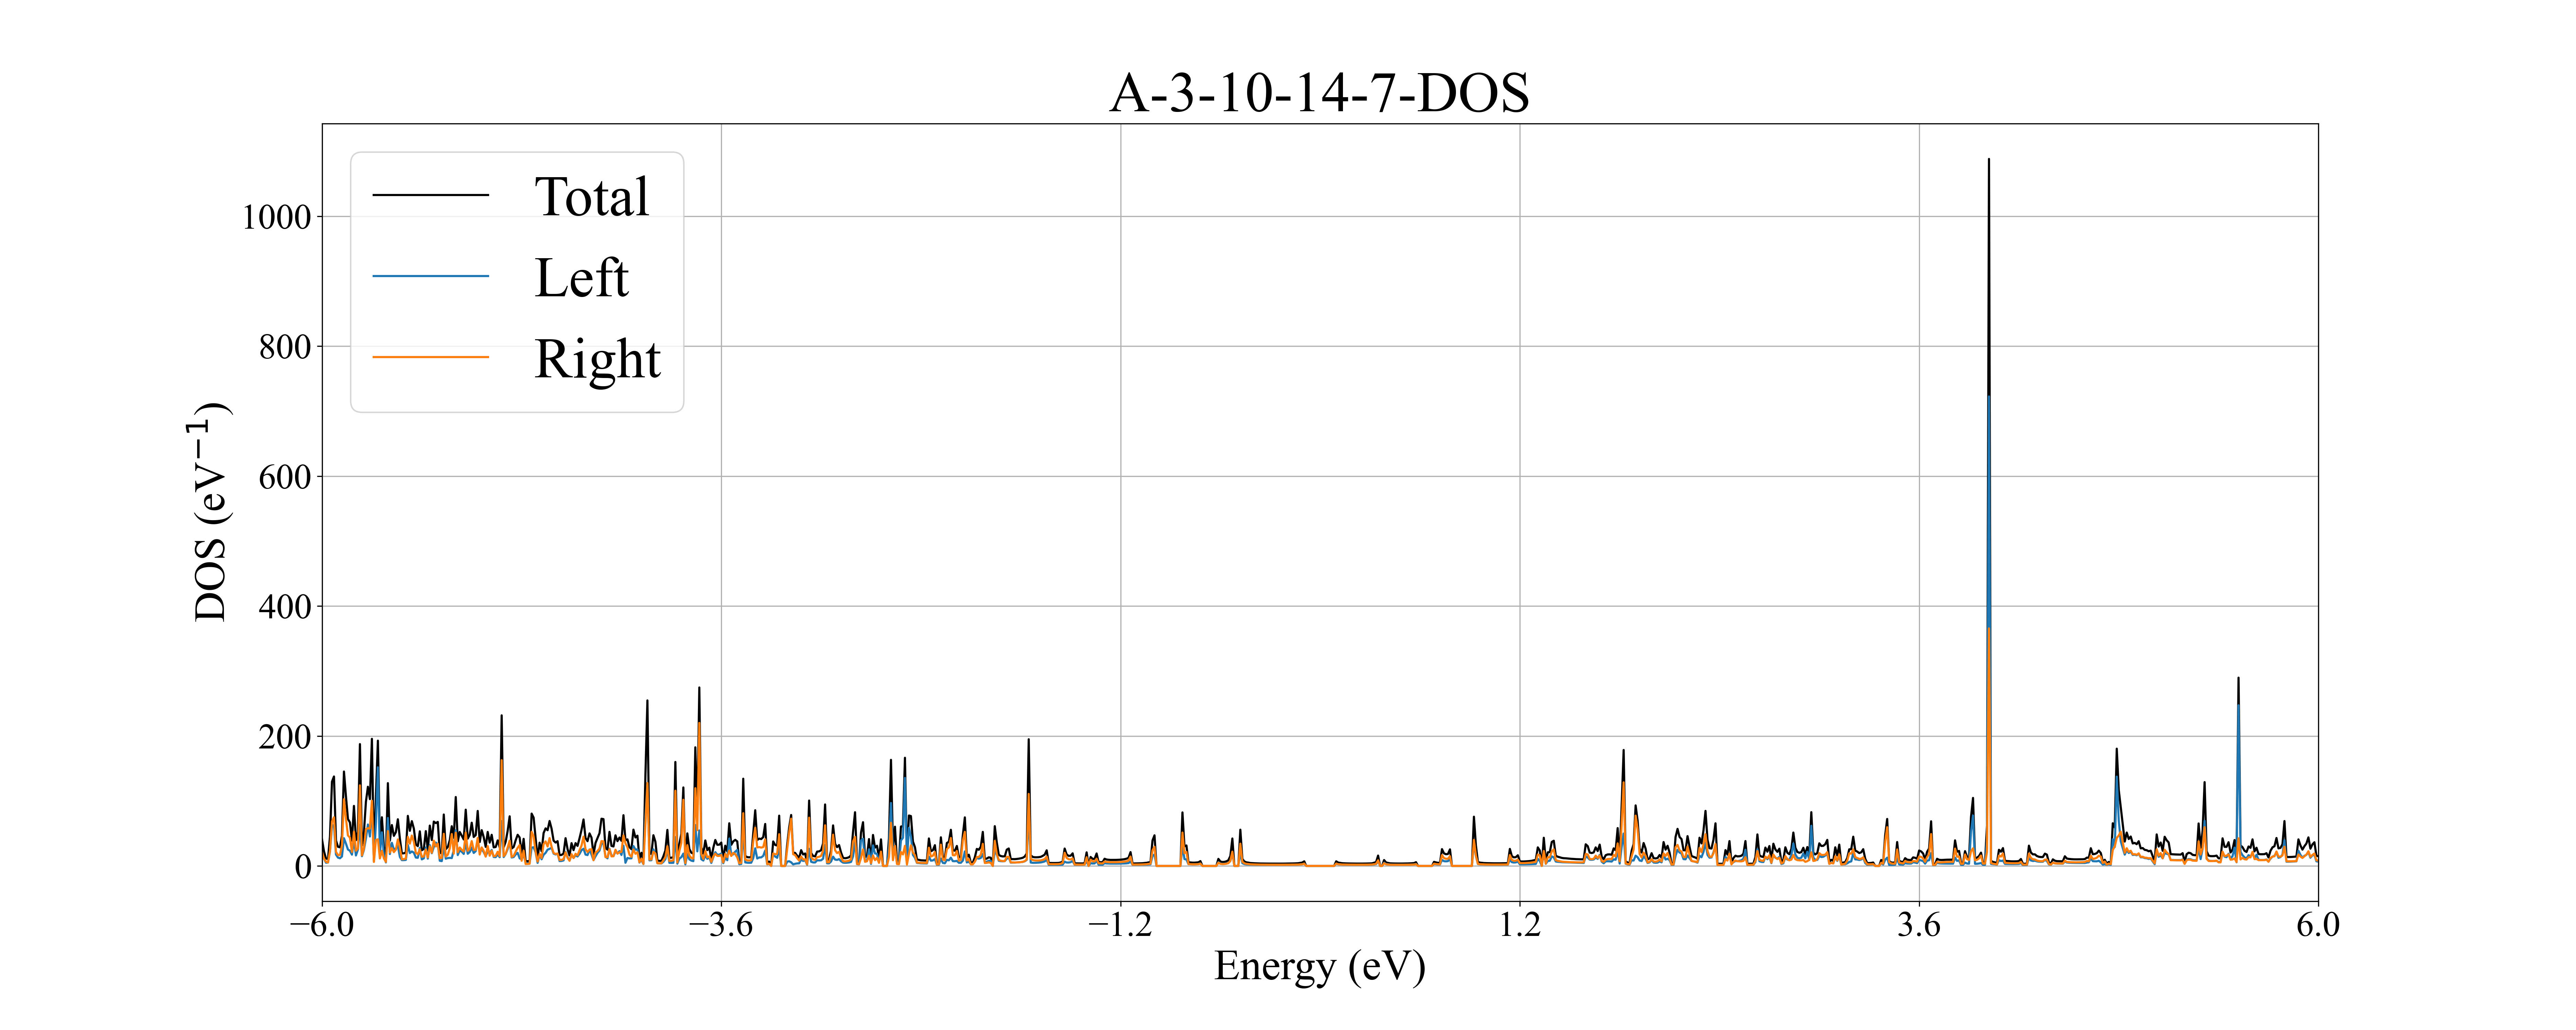 A-3-10-14-7-DOS
Total
Left
Right
1000
800
600
400
200
0
DOS (eV⁻¹)
−6.0 −3.6 −1.2 1.2 3.6 6.0
Energy (eV)